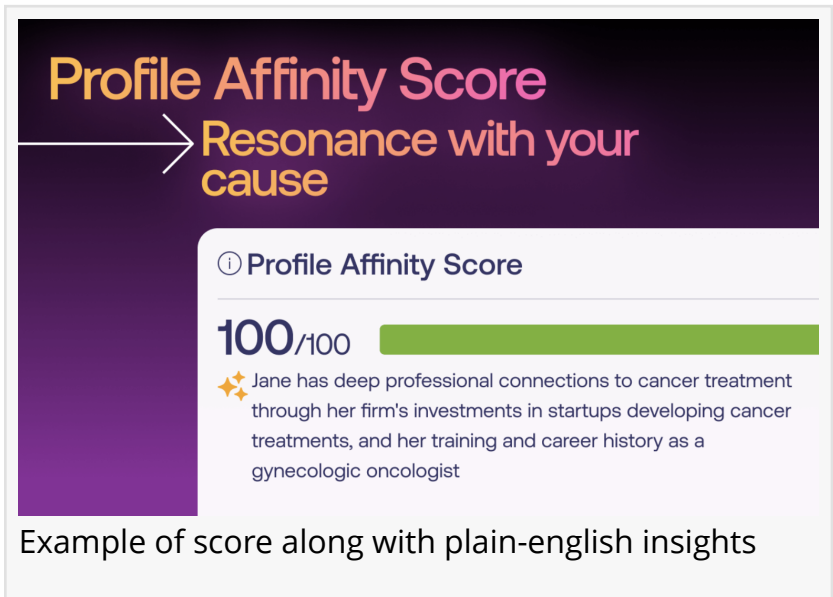 Profile Affinity Score
Resonance with your
cause
Profile Affinity Score
100/100
Jane has deep professional connections to cancer treatment
through her firm's investments in startups developing cancer
treatments, and her training and career history as a
gynecologic oncologist
Example of score along with plain-english insights